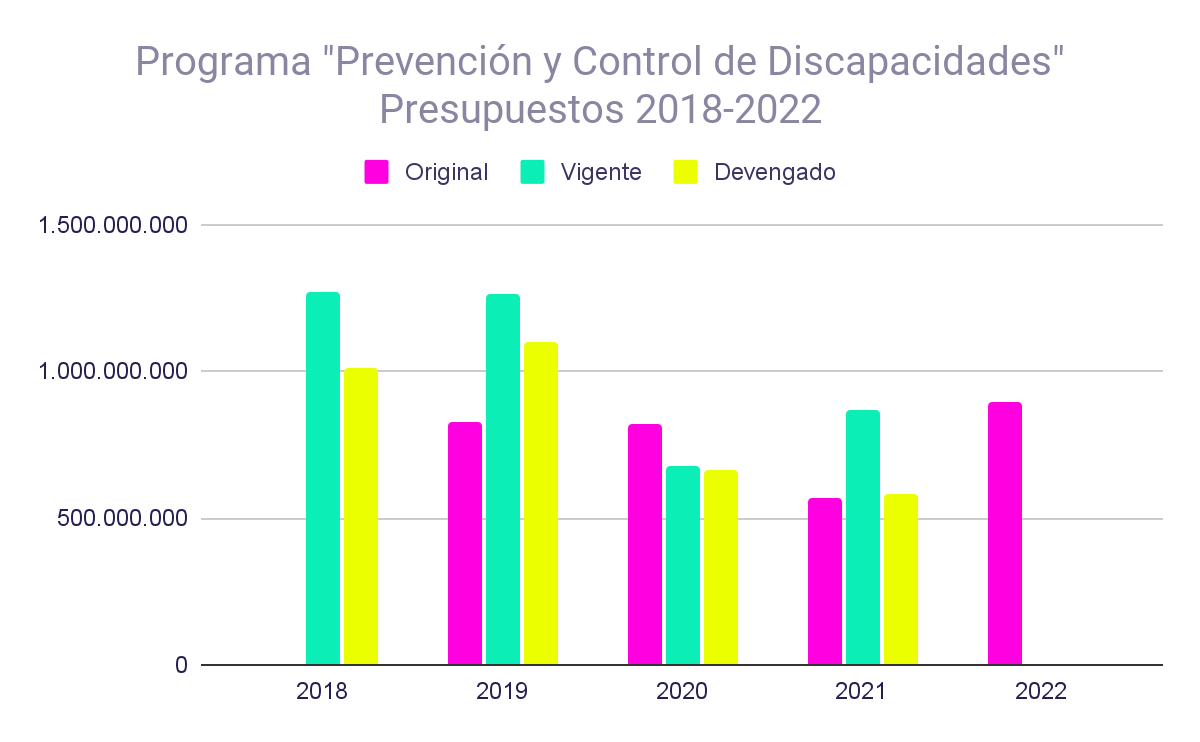 Programa "Prevención y Control de Discapacidades"
Presupuestos 2018-2022
Original Vigente Devengado
1.500.000.000
1.000.000.000
500.000.000
0
2018 2019 2020 2021 2022